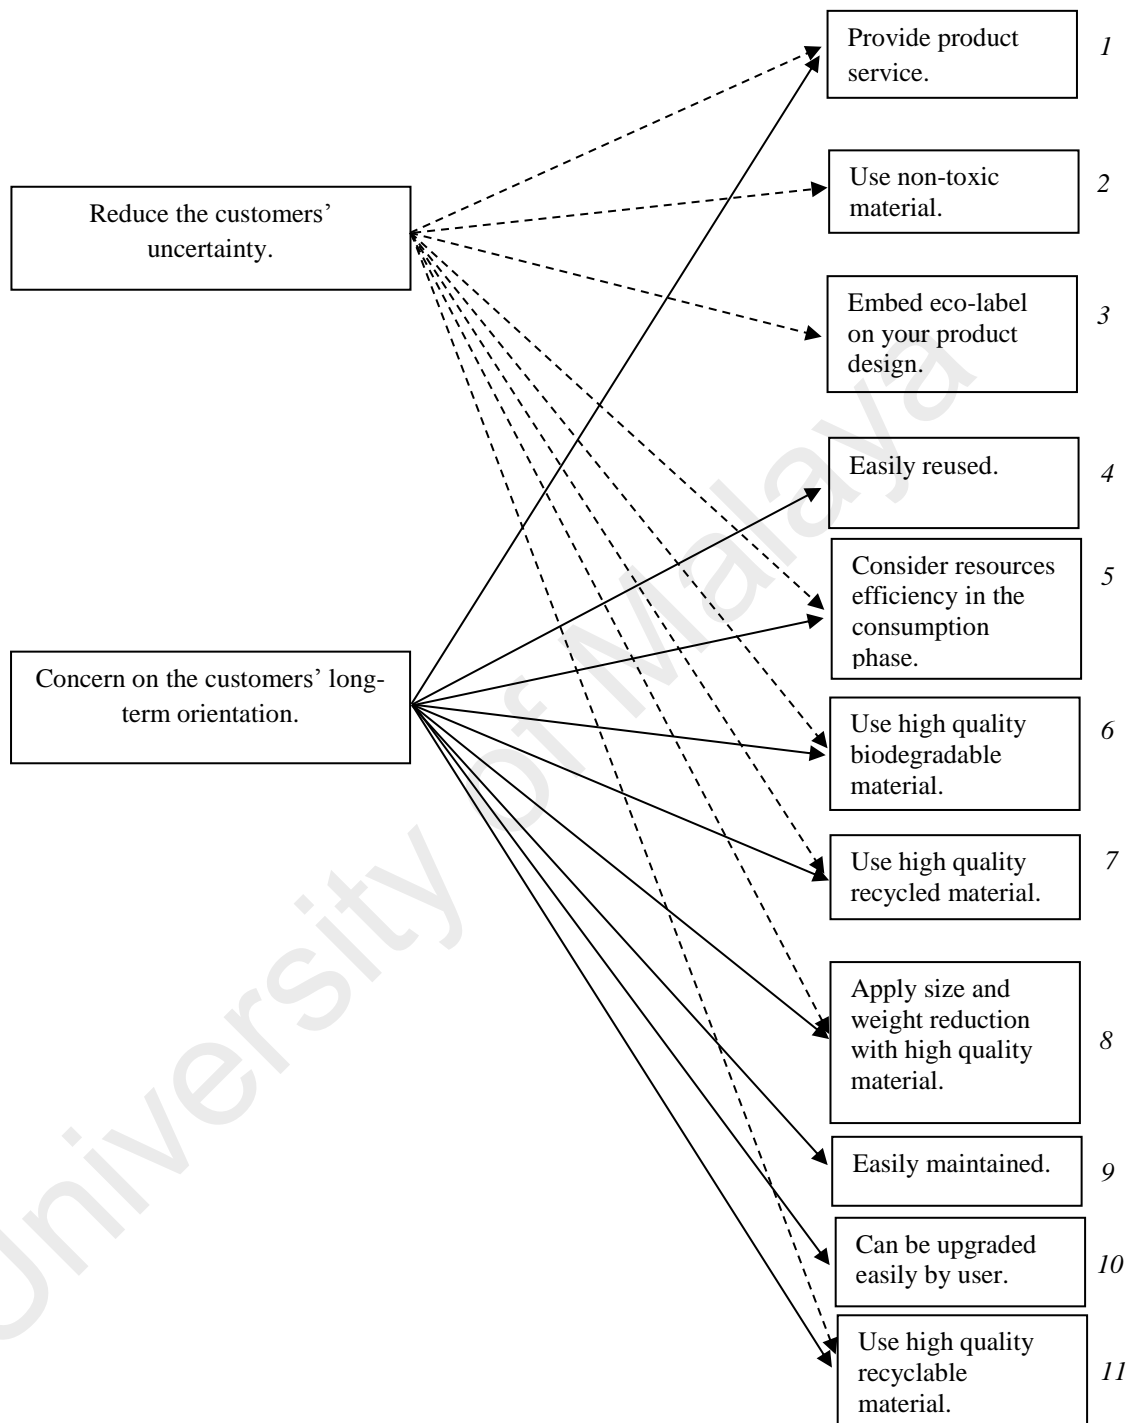 Provide product
service.
1
Use non-toxic
material.
2
Reduce the customers’
uncertainty.
Embed eco-label
on your product
design.
3
Easily reused.
4
Consider resources
efficiency in the
consumption
phase.
5
Concern on the customers’ long-
term orientation.
Use high quality
biodegradable
material.
6
Use high quality
recycled material.
7
Apply size and
weight reduction
with high quality
material.
8
Easily maintained.
9
Can be upgraded
easily by user.
10
Use high quality
recyclable
material.
11
University of Malaya